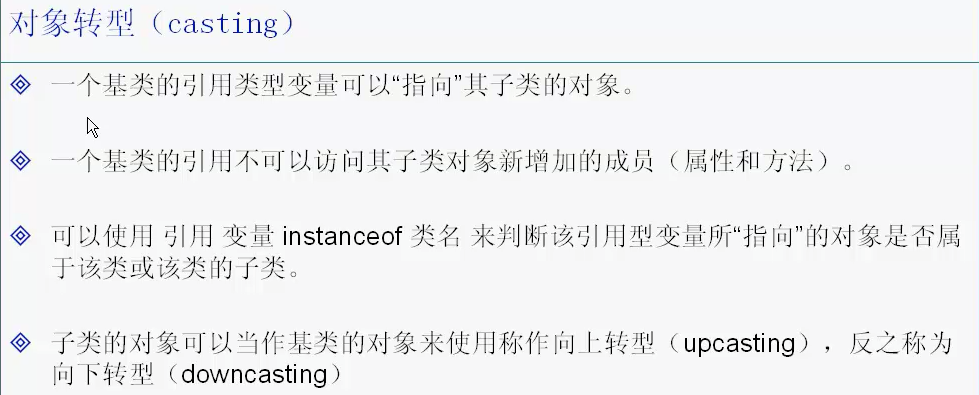 对象转型（casting）
一个基类的引用类型变量可以“指向”其子类的对象。
一个基类的引用不可以访问其子类对象新增加的成员（属性和方法）。
可以使用 引用 变量 instanceof 类名 来判断该引用型变量所“指向”的对象是否属
于该类或该类的子类。
子类的对象可以当作基类的对象来使用称作向上转型（upcasting），反之称为
向下转型（downcasting）